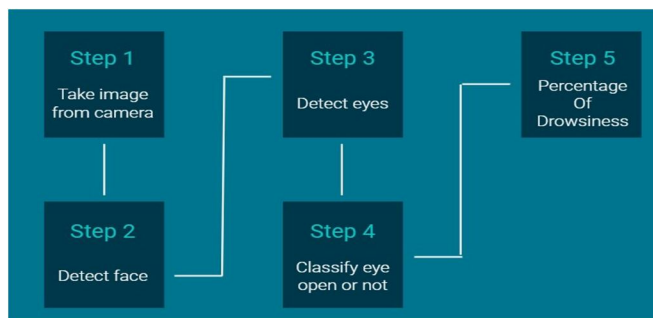 Step 1
Take image
from camera
Step 2
Detect face
Step 3
Detect eyes
Step 4
Classify eye
open or not
Step 5
Percentage
Of
Drowsiness